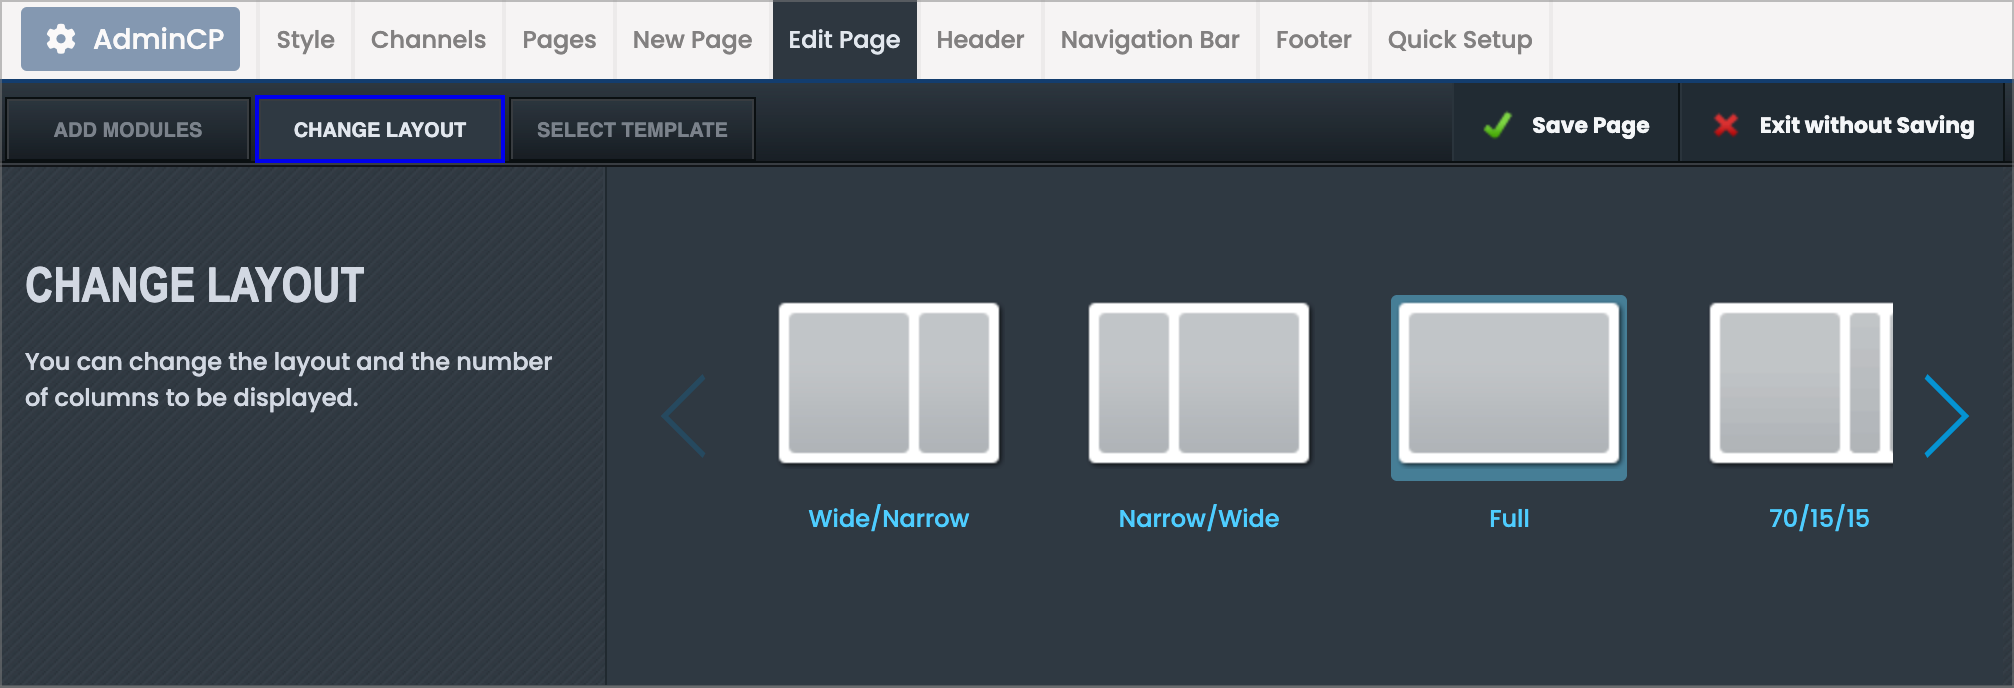 AdminCP Style Channels Pages New Page Edit Page Header Navigation Bar Footer Quick Setup
ADD MODULES CHANGE LAYOUT SELECT TEMPLATE Save Page Exit without Saving
CHANGE LAYOUT
You can change the layout and the number
of columns to be displayed.
Wide/Narrow Narrow/Wide Full 70/15/15